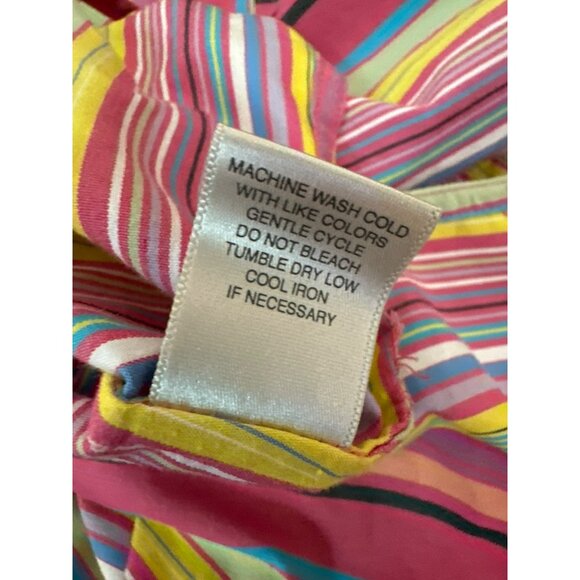 MACHINE WASH COLD
WITH LIKE COLORS
GENTLE CYCLE
DO NOT BLEACH
TUMBLE DRY LOW
COOL IRON
IF NECESSARY